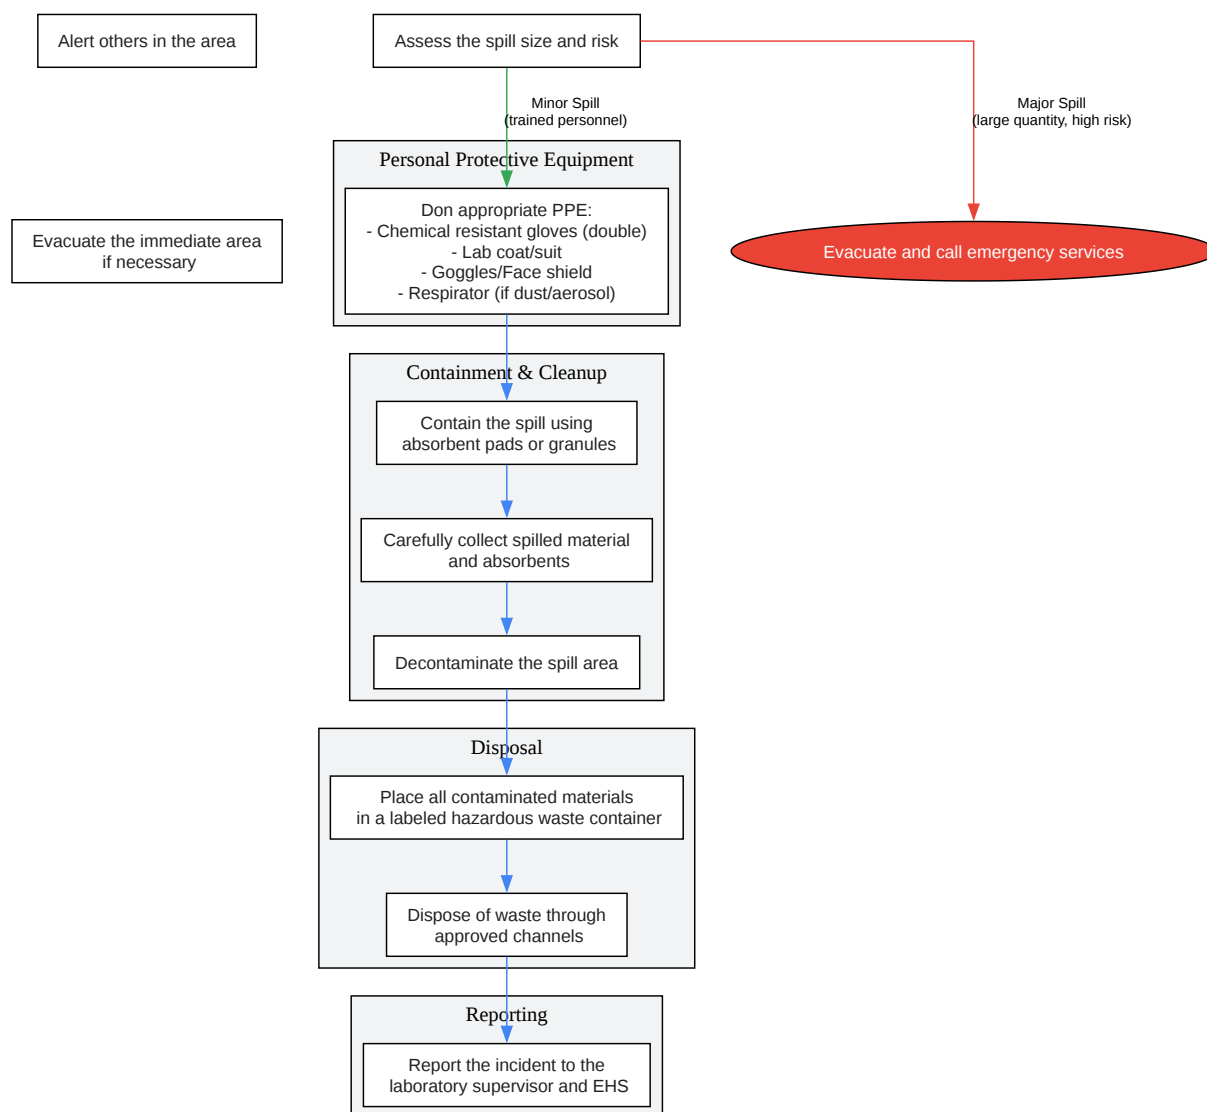 Alert others in the area
Assess the spill size and risk
Minor Spill
(trained personnel)
Major Spill
(large quantity, high risk)
Personal Protective Equipment
Don appropriate PPE:
- Chemical resistant gloves (double)
- Lab coat/suit
- Goggles/Face shield
- Respirator (if dust/aerosol)
Evacuate the immediate area
if necessary
Evacuate and call emergency services
Containment & Cleanup
Contain the spill using
absorbent pads or granules
Carefully collect spilled material
and absorbents
Decontaminate the spill area
Disposal
Place all contaminated materials
in a labeled hazardous waste container
Dispose of waste through
approved channels
Reporting
Report the incident to the
laboratory supervisor and EHS